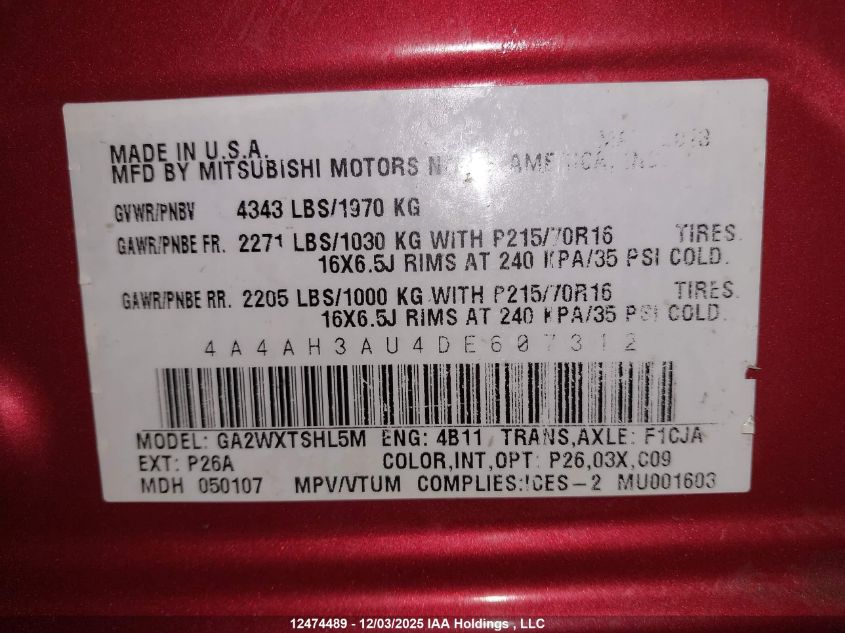 MADE IN U.S.A.
MFD BY MITSUBISHI MOTORS AMERICA,
GVWR/PNBV 4343 LBS/1970 KG
GAWR/PNBE FR. 2271 LBS/1030 KG WITH P215/70R16 TIRES.
16X6.5J RIMS AT 240 KPA/35 PSI COLD.
GAWR/PNBE RR. 2205 LBS/1000 KG WITH P215/70R16 TIRES.
16X6.5J RIMS AT 240 KPA/35 PSI COLD.
4A4AH3AU4DE607312
MODEL: GA2WXTSHL5M ENG: 4B11 TRANS,AXLE: F1CJA
EXT: P26A COLOR,INT,OPT: P26,03X,C09
MDH 050107 MPV/VTUM COMPLIES:ICES-2 MU001603
12474489 - 12/03/2025 IAA Holdings , LLC